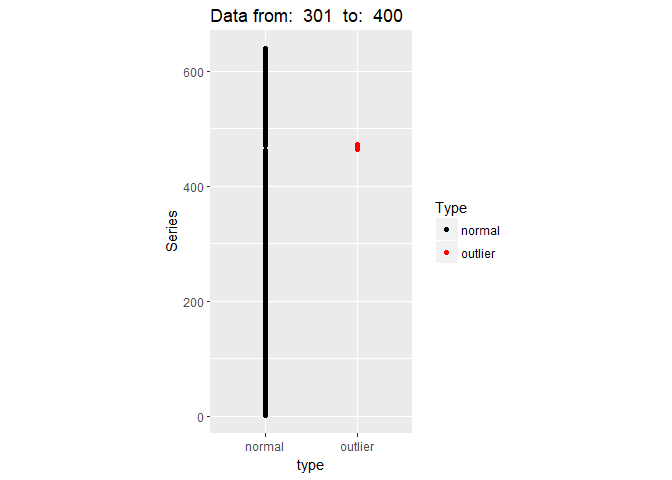 Data from:  301  to:  400
600
400
200
0
Series
normal
outlier
type
Type
normal
outlier